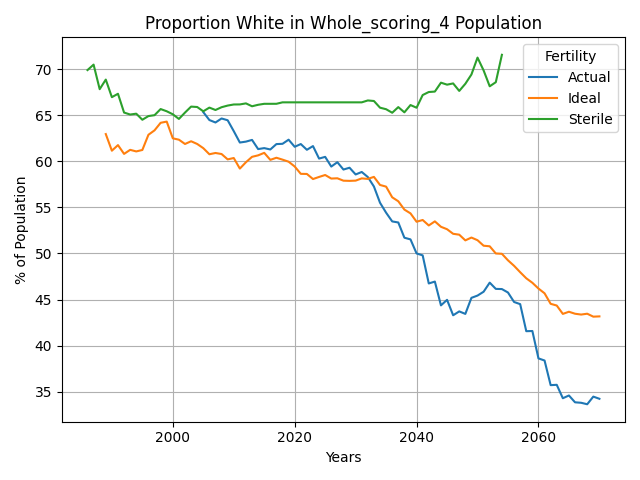 Proportion White in Whole_scoring_4 Population
Fertility
Actual
Ideal
Sterile
% of Population
70
65
60
55
50
45
40
35
2000
2020
2040
2060
Years